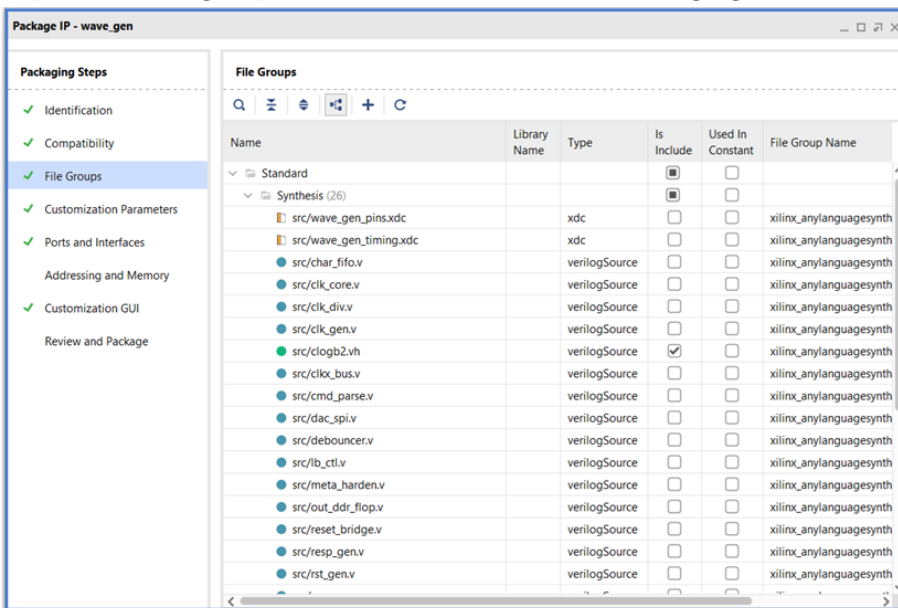 Package IP - wave_gen
Packaging Steps
Identification
Compatibility
File Groups
Customization Parameters
Ports and Interfaces
Addressing and Memory
Customization GUI
Review and Package
File Groups
Name Library Name Type Is Include Used In Constant File Group Name
Standard
Synthesis (26)
src/wave_gen_pins.xdc xdc xilinx_anylanguagesynth
src/wave_gen_timing.xdc xdc xilinx_anylanguagesynth
src/char_fifo.v verilogSource xilinx_anylanguagesynth
src/clk_core.v verilogSource xilinx_anylanguagesynth
src/clk_div.v verilogSource xilinx_anylanguagesynth
src/clk_gen.v verilogSource xilinx_anylanguagesynth
src/clogb2.vh verilogSource xilinx_anylanguagesynth
src/clkx_bus.v verilogSource xilinx_anylanguagesynth
src/cmd_parse.v verilogSource xilinx_anylanguagesynth
src/dac_spi.v verilogSource xilinx_anylanguagesynth
src/debouncer.v verilogSource xilinx_anylanguagesynth
src/lb_ctl.v verilogSource xilinx_anylanguagesynth
src/meta_harden.v verilogSource xilinx_anylanguagesynth
src/out_ddr_flop.v verilogSource xilinx_anylanguagesynth
src/reset_bridge.v verilogSource xilinx_anylanguagesynth
src/resp_gen.v verilogSource xilinx_anylanguagesynth
src/rst_gen.v verilogSource xilinx_anylanguagesynth